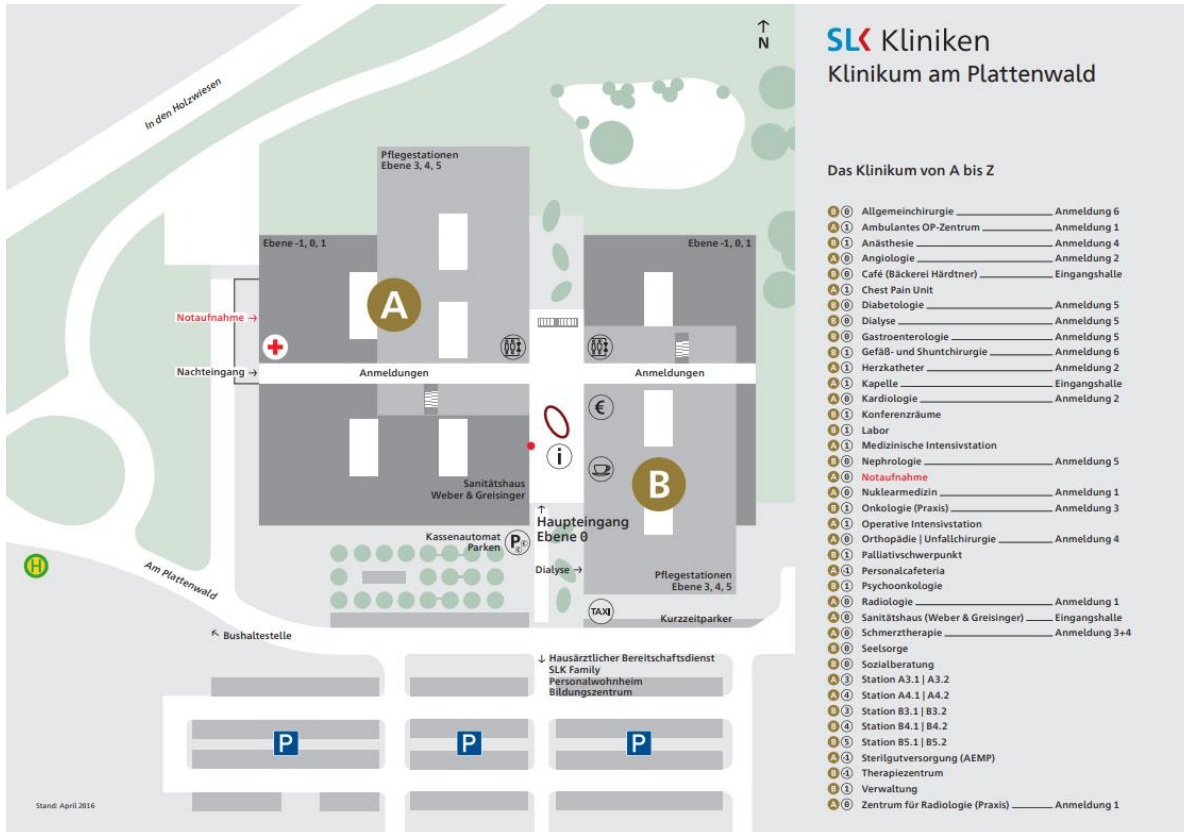 N
In den Holzwiesen
Pflegestationen
Ebene 3, 4, 5
Ebene -1, 0, 1
Ebene -1, 0, 1
A
Notaufnahme →
Nachteingang →
Anmeldungen
Anmeldungen
€
i
B
Sanitätshaus
Weber & Greisinger
Haupteingang
Ebene 0
Kassenautomat
Parken
P
€
€
H
Am Plattenwald
Dialyse →
Pflegestationen
Ebene 3, 4, 5
TAXI
Kurzzeitparker
Bushaltestelle
Hausärztlicher Bereitschaftsdienst
SLK Family
Personalwohnheim
Bildungszentrum
P
P
P
Stand: April 2016
SLK Kliniken
Klinikum am Plattenwald
Das Klinikum von A bis Z
B 0 Allgemeinchirurgie Anmeldung 6
A 1 Ambulantes OP-Zentrum Anmeldung 1
B 1 Anästhesie Anmeldung 4
A 0 Angiologie Anmeldung 2
B 0 Café (Bäckerei Härdtner) Eingangshalle
A 1 Chest Pain Unit
B 0 Diabetologie Anmeldung 5
B 0 Dialyse Anmeldung 5
B 0 Gastroenterologie Anmeldung 5
B 1 Gefäß- und Shuntchirurgie Anmeldung 6
A 1 Herzkatheter Anmeldung 2
A 1 Kapelle Eingangshalle
A 0 Kardiologie Anmeldung 2
B 1 Konferenzräume
B 1 Labor
A 1 Medizinische Intensivstation
B 0 Nephrologie Anmeldung 5
A 0 Notaufnahme
A 0 Nuklearmedizin Anmeldung 1
B 1 Onkologie (Praxis) Anmeldung 3
A 1 Operative Intensivstation
A 0 Orthopädie | Unfallchirurgie Anmeldung 4
B 1 Palliativschwerpunkt
A -1 Personalcafeteria
B 1 Psychoonkologie
A 0 Radiologie Anmeldung 1
A 0 Sanitätshaus (Weber & Greisinger) Eingangshalle
A 0 Schmerztherapie Anmeldung 3+4
B 0 Seelsorge
B 0 Sozialberatung
A 3 Station A3.1 | A3.2
A 4 Station A4.1 | A4.2
B 3 Station B3.1 | B3.2
B 4 Station B4.1 | B4.2
B 5 Station B5.1 | B5.2
A -1 Sterilgutversorgung (AEMP)
B -1 Therapiezentrum
B 1 Verwaltung
A 0 Zentrum für Radiologie (Praxis) Anmeldung 1